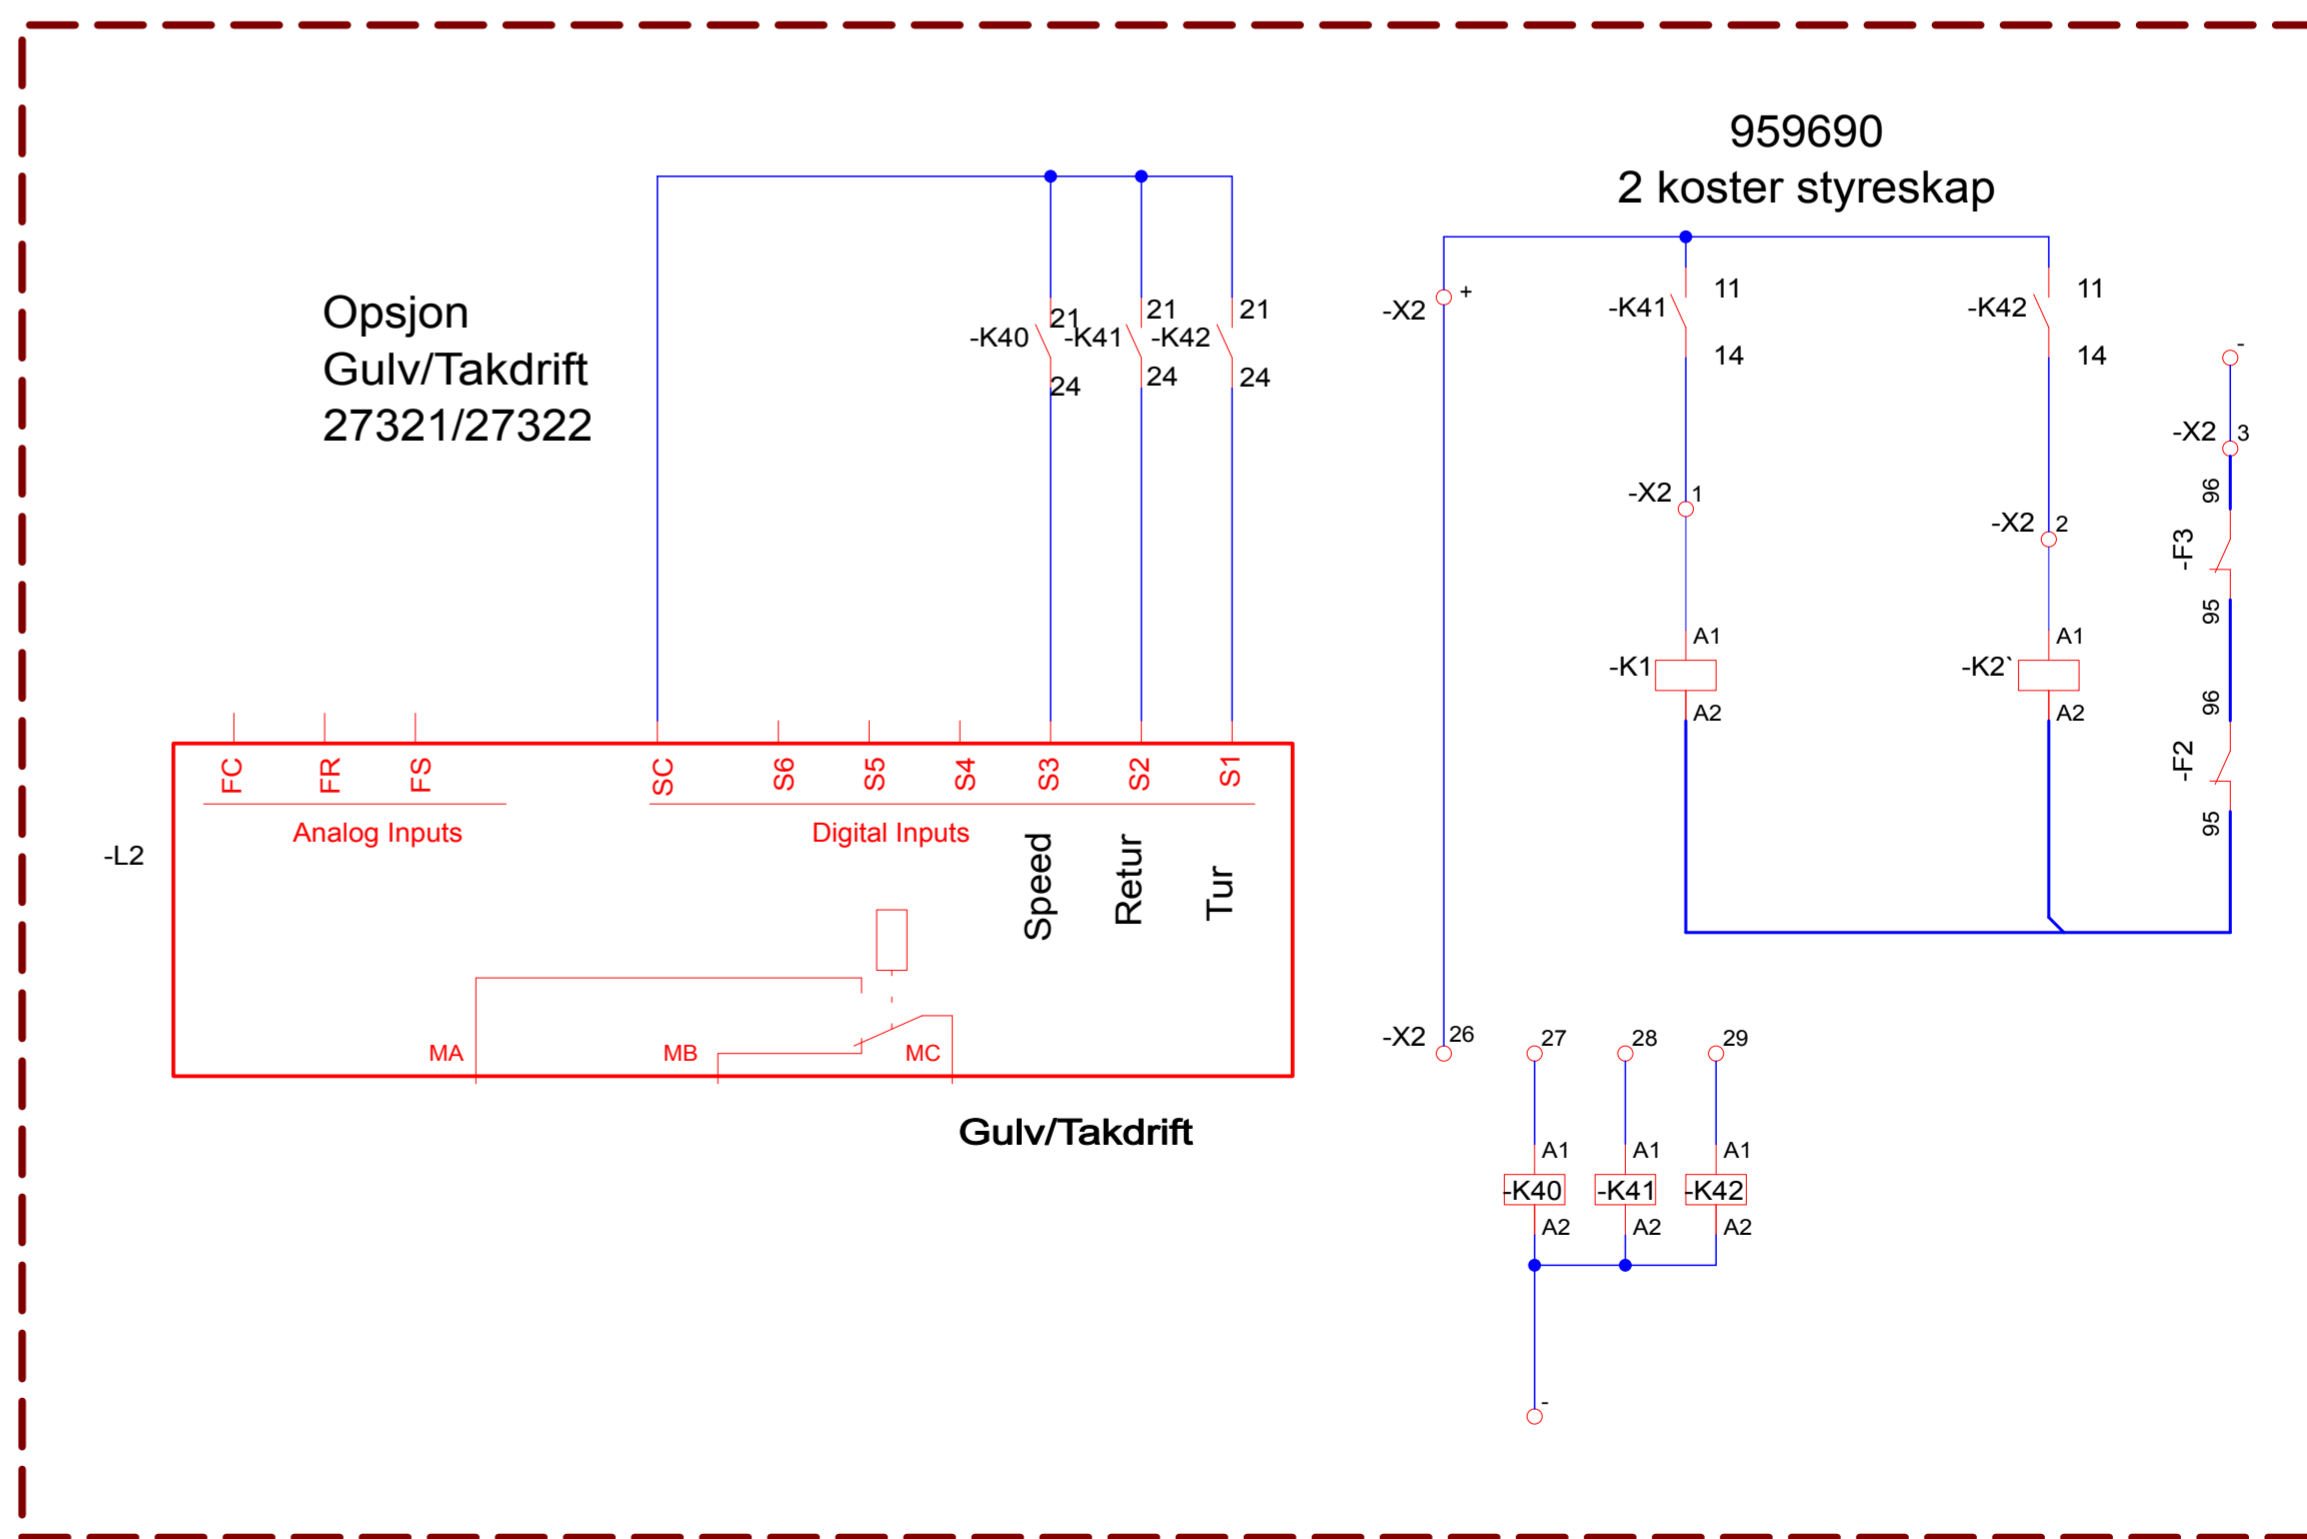 959690
2 koster styreskap
Opsjon
Gulv/Takdrift
27321/27322
21
21
21
-K40
-K41
-K42
24
24
24
-X2
+
-K41
11
14
-K42
11
14
-
-X2
3
96
-F3
95
96
-F2
95
-X2
1
-X2
2
-K1
A1
A2
-K2`
A1
A2
FC
FR
FS
SC
S6
S5
S4
S3
S2
S1
Analog Inputs
Digital Inputs
-L2
Speed
Retur
Tur
MA
MB
MC
Gulv/Takdrift
-X2
26
27
28
29
A1
A1
A1
-K40
-K41
-K42
A2
A2
A2
-